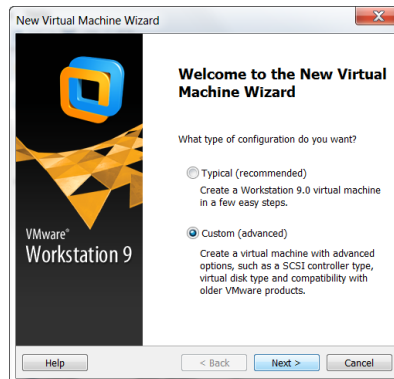 New Virtual Machine Wizard
X
Welcome to the New Virtual
Machine Wizard
What type of configuration do you want?
Typical (recommended)
Create a Workstation 9.0 virtual machine
in a few easy steps.
Custom (advanced)
Create a virtual machine with advanced
options, such as a SCSI controller type,
virtual disk type and compatibility with
older VMware products.
VMware®
Workstation 9
Help
< Back
Next >
Cancel